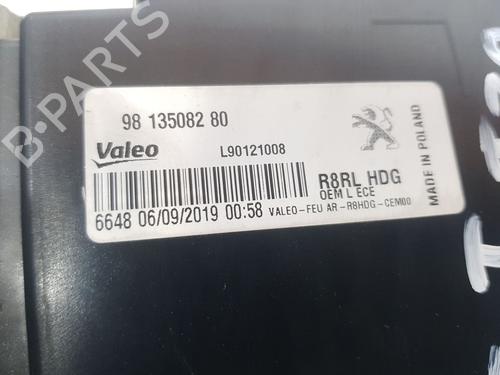 98 135082 80
Valeo
L90121008
R8RL HDG
OEM L ECE
6648 06/09/2019 00:58
VALEO-FEU AR-R8HDG-CEM00
MADE IN POLAND
B-PARTS